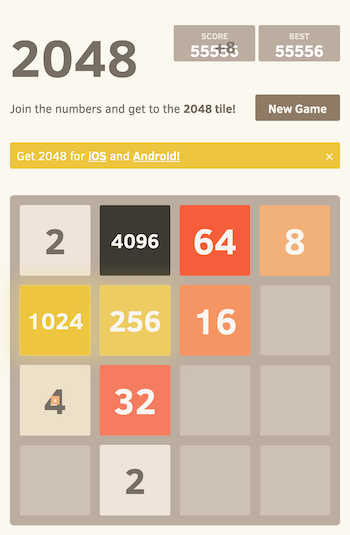 2048
SCORE
BEST
55556
Join the numbers and get to the 2048 tile!
New Game
Get 2048 for iOS and Android!
×
2 4096 64 8
1024 256 16
4 32
2